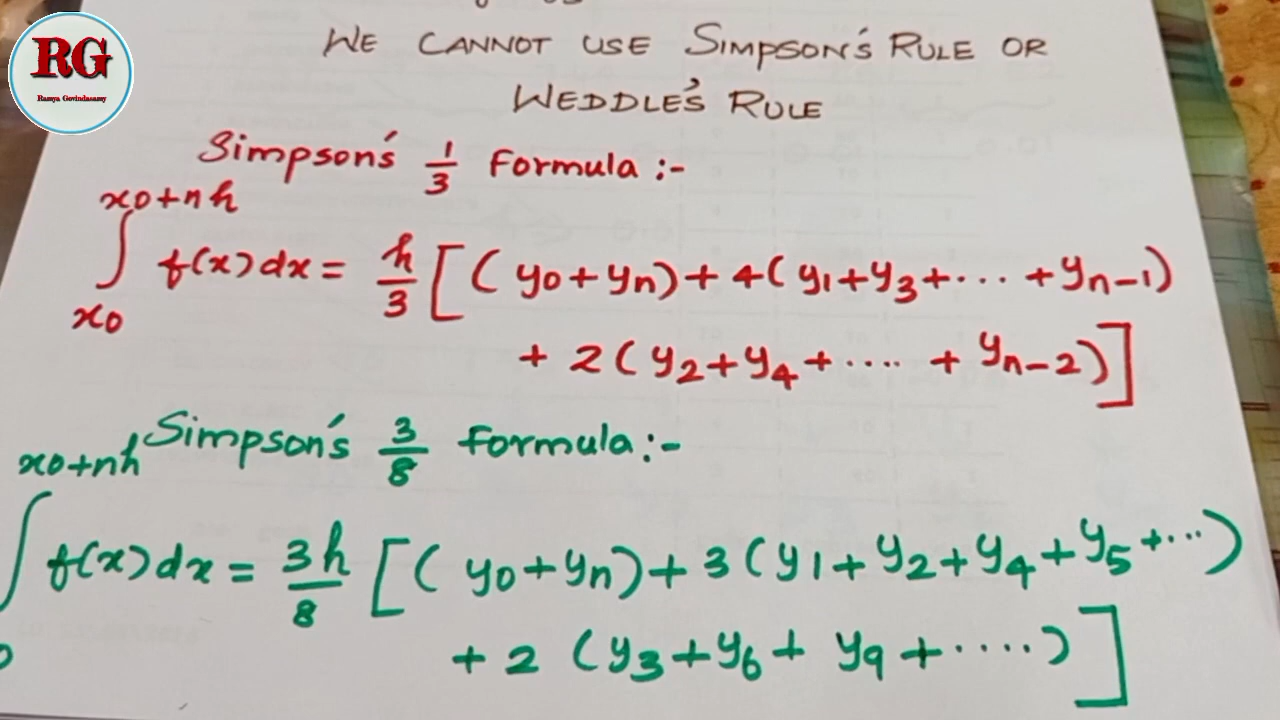 RG
Ramya Govindasamy
WE CANNOT USE SIMPSON'S RULE OR
WEDDLE'S RULE
Simpson's 1/3 Formula :-
∫_{x0}^{x0+nh} f(x)dx = h/3 [(y0+yn)+4(y1+y3+...+yn-1)
+ 2(y2+y4+....+yn-2)]
Simpson's 3/8 Formula:-
∫^{x0+nh} f(x)dx = 3h/8 [(y0+yn)+3(y1+y2+y4+y5+...)
+ 2 (y3+y6+y9+....)]